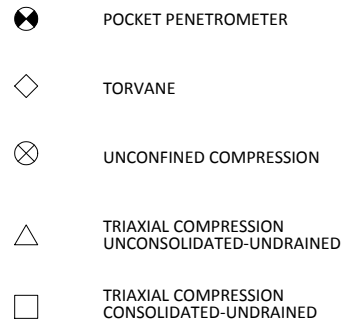 POCKET PENETROMETER
TORVANE
UNCONFINED COMPRESSION
TRIAXIAL COMPRESSION
UNCONSOLIDATED-UNDRAINED
TRIAXIAL COMPRESSION
CONSOLIDATED-UNDRAINED